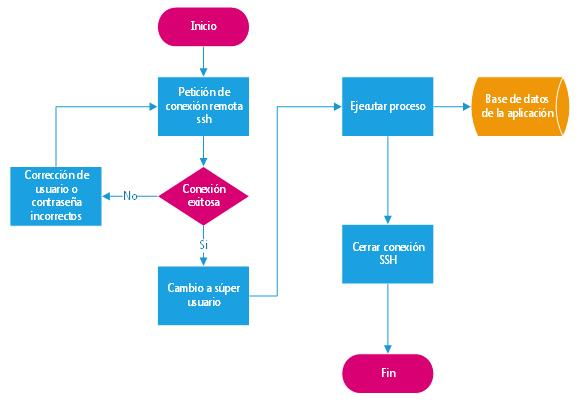 Inicio
Petición de
conexión remota
ssh
Ejecutar proceso
Base de datos
de la aplicación
Corrección de
usuario o
contraseña
incorrectos
No
Conexión
exitosa
Si
Cambio a súper
usuario
Cerrar conexión
SSH
Fin